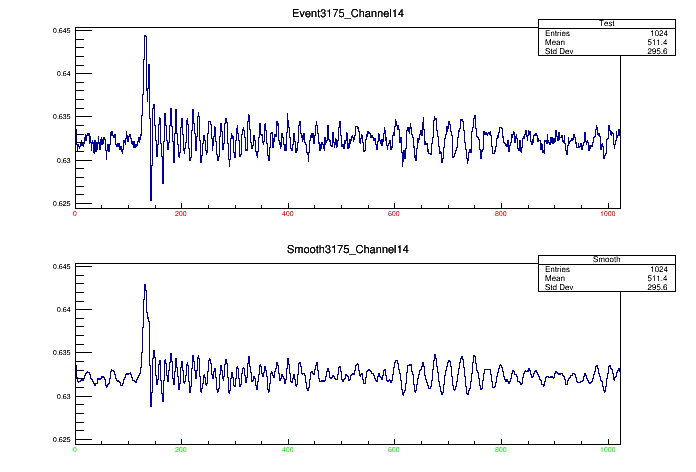 Event3175_Channel14
Test
Entries 1024
Mean 511.4
Std Dev 295.6
0.645
0.64
0.635
0.63
0.625
0 200 400 600 800 1000
Smooth3175_Channel14
Smooth
Entries 1024
Mean 511.4
Std Dev 295.6
0.645
0.64
0.635
0.63
0.625
0 200 400 600 800 1000